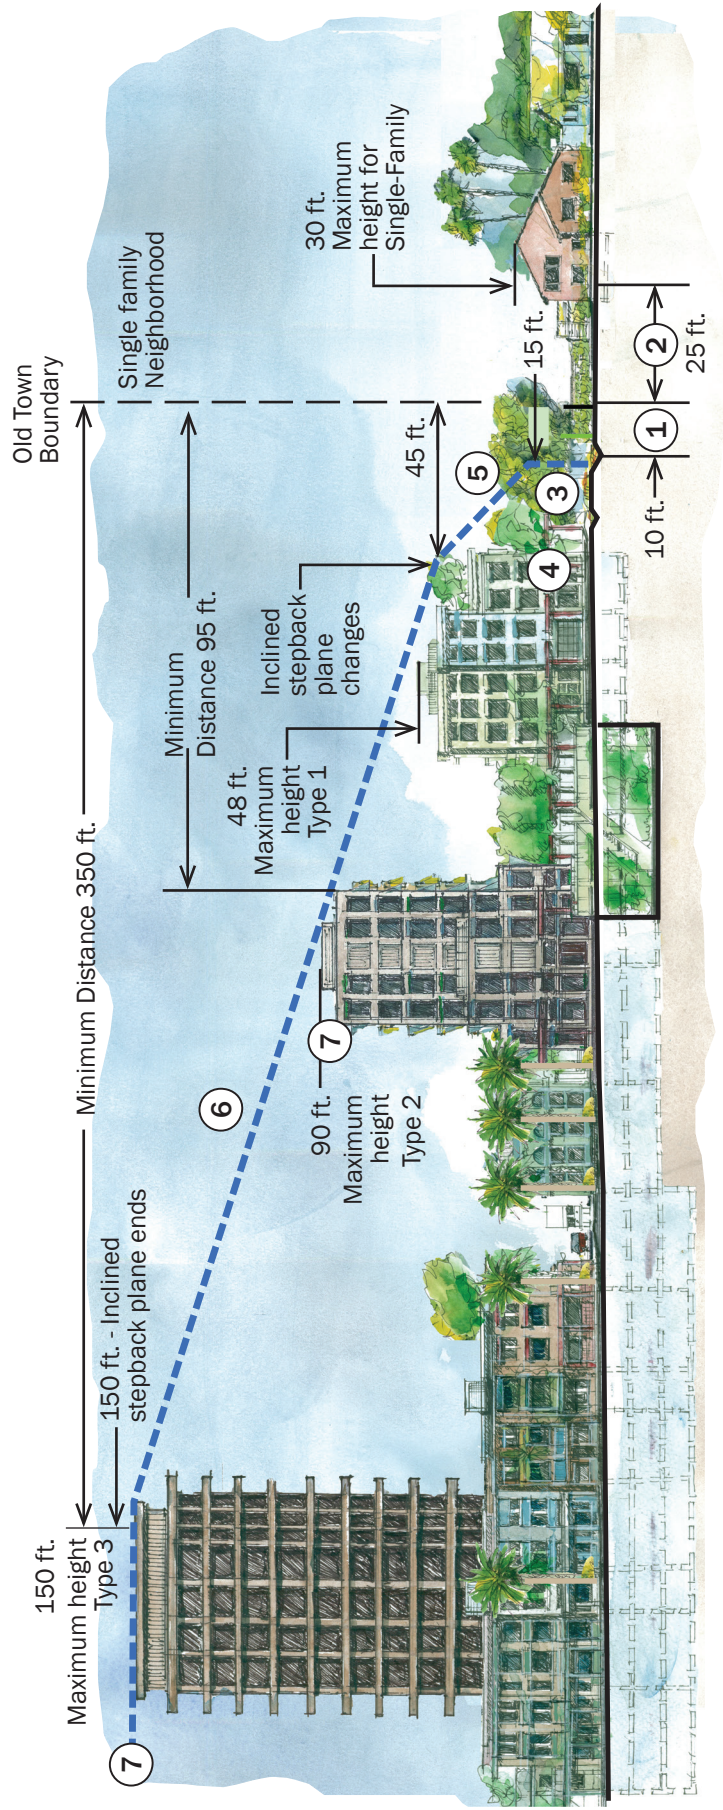 150 ft.
Maximum height
Type 3
150 ft. - Inclined
stepback plane ends
Minimum Distance 350 ft.
Old Town
Boundary
Single family
Neighborhood
Minimum
Distance 95 ft.
45 ft.
Inclined
stepback
plane
changes
48 ft.
Maximum
height
Type 1
90 ft.
Maximum
height
Type 2
30 ft.
Maximum
height for
Single-Family
15 ft.
7
6
7
5
4
3
1
2
10 ft.
25 ft.